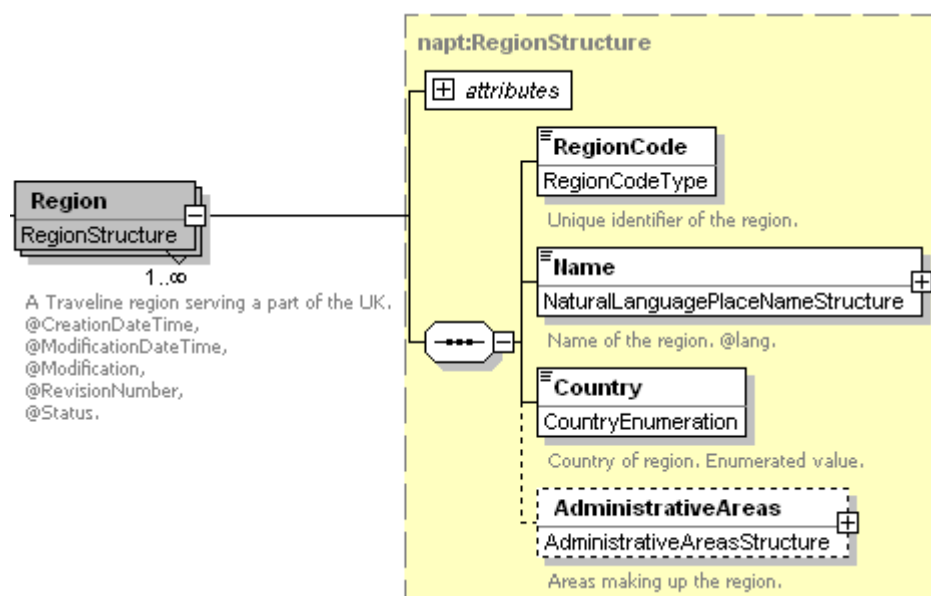 napt:RegionStructure
attributes
RegionCode
RegionCodeType
Unique identifier of the region.
Region
RegionStructure
1..∞
A Traveline region serving a part of the UK.
@CreationDateTime,
@ModificationDateTime,
@Modification,
@RevisionNumber,
@Status.
Name
NaturalLanguagePlaceNameStructure
Name of the region. @lang.
Country
CountryEnumeration
Country of region. Enumerated value.
AdministrativeAreas
AdministrativeAreasStructure
Areas making up the region.